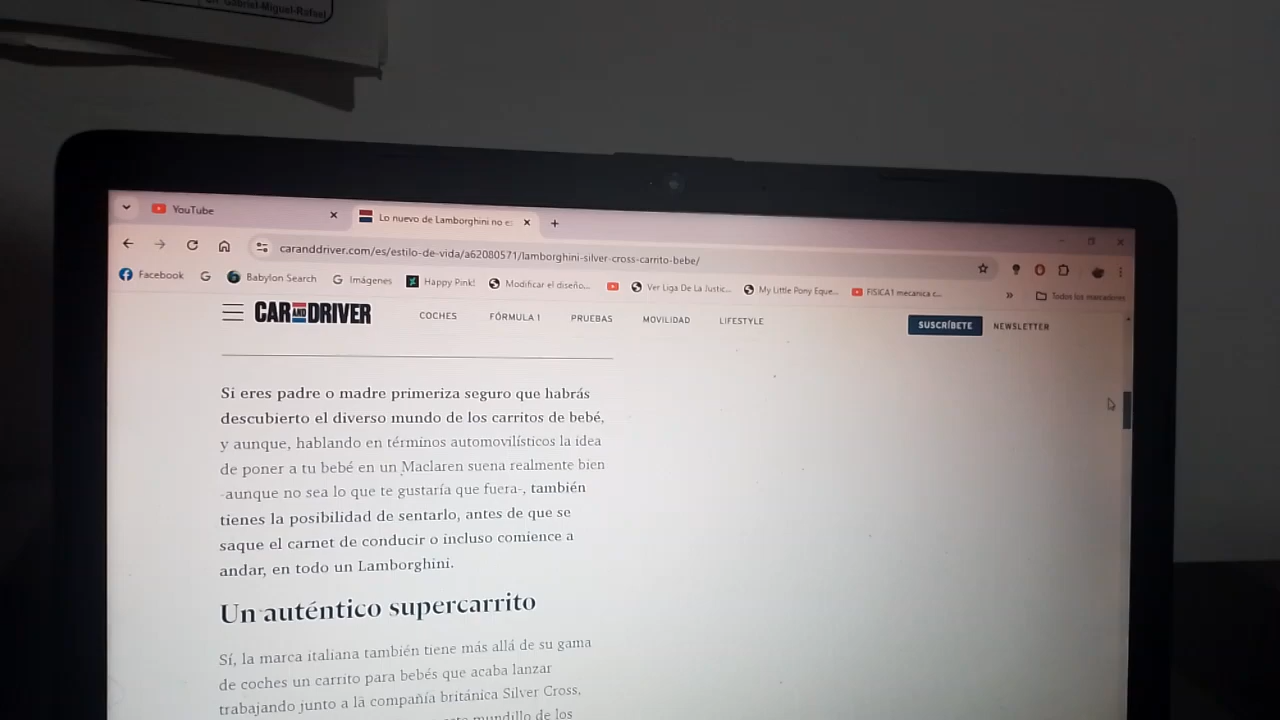 Gabriel-Miguel-Rafael
YouTube
Lo nuevo de Lamborghini no e
caranddriver.com/es/estilo-de-vida/a62080571/lamborghini-silver-cross-carrito-bebe/
Facebook
Babylon Search
Imágenes
Happy Pink!
Modificar el diseño...
Ver Liga De La Justic...
My Little Pony Eque...
FISICA1 mecanica c...
Todos los marcadores
CAR AND DRIVER
COCHES
FÓRMULA 1
PRUEBAS
MOVILIDAD
LIFESTYLE
SUSCRÍBETE
NEWSLETTER
Si eres padre o madre primeriza seguro que habrás
descubierto el diverso mundo de los carritos de bebé,
y aunque, hablando en términos automovilísticos la idea
de poner a tu bebé en un Maclaren suena realmente bien
-aunque no sea lo que te gustaría que fuera-, también
tienes la posibilidad de sentarlo, antes de que se
saque el carnet de conducir o incluso comience a
andar, en todo un Lamborghini.
Un auténtico supercarrito
Sí, la marca italiana también tiene más allá de su gama
de coches un carrito para bebés que acaba lanzar
trabajando junto a la compañía británica Silver Cross,
mundillo de los